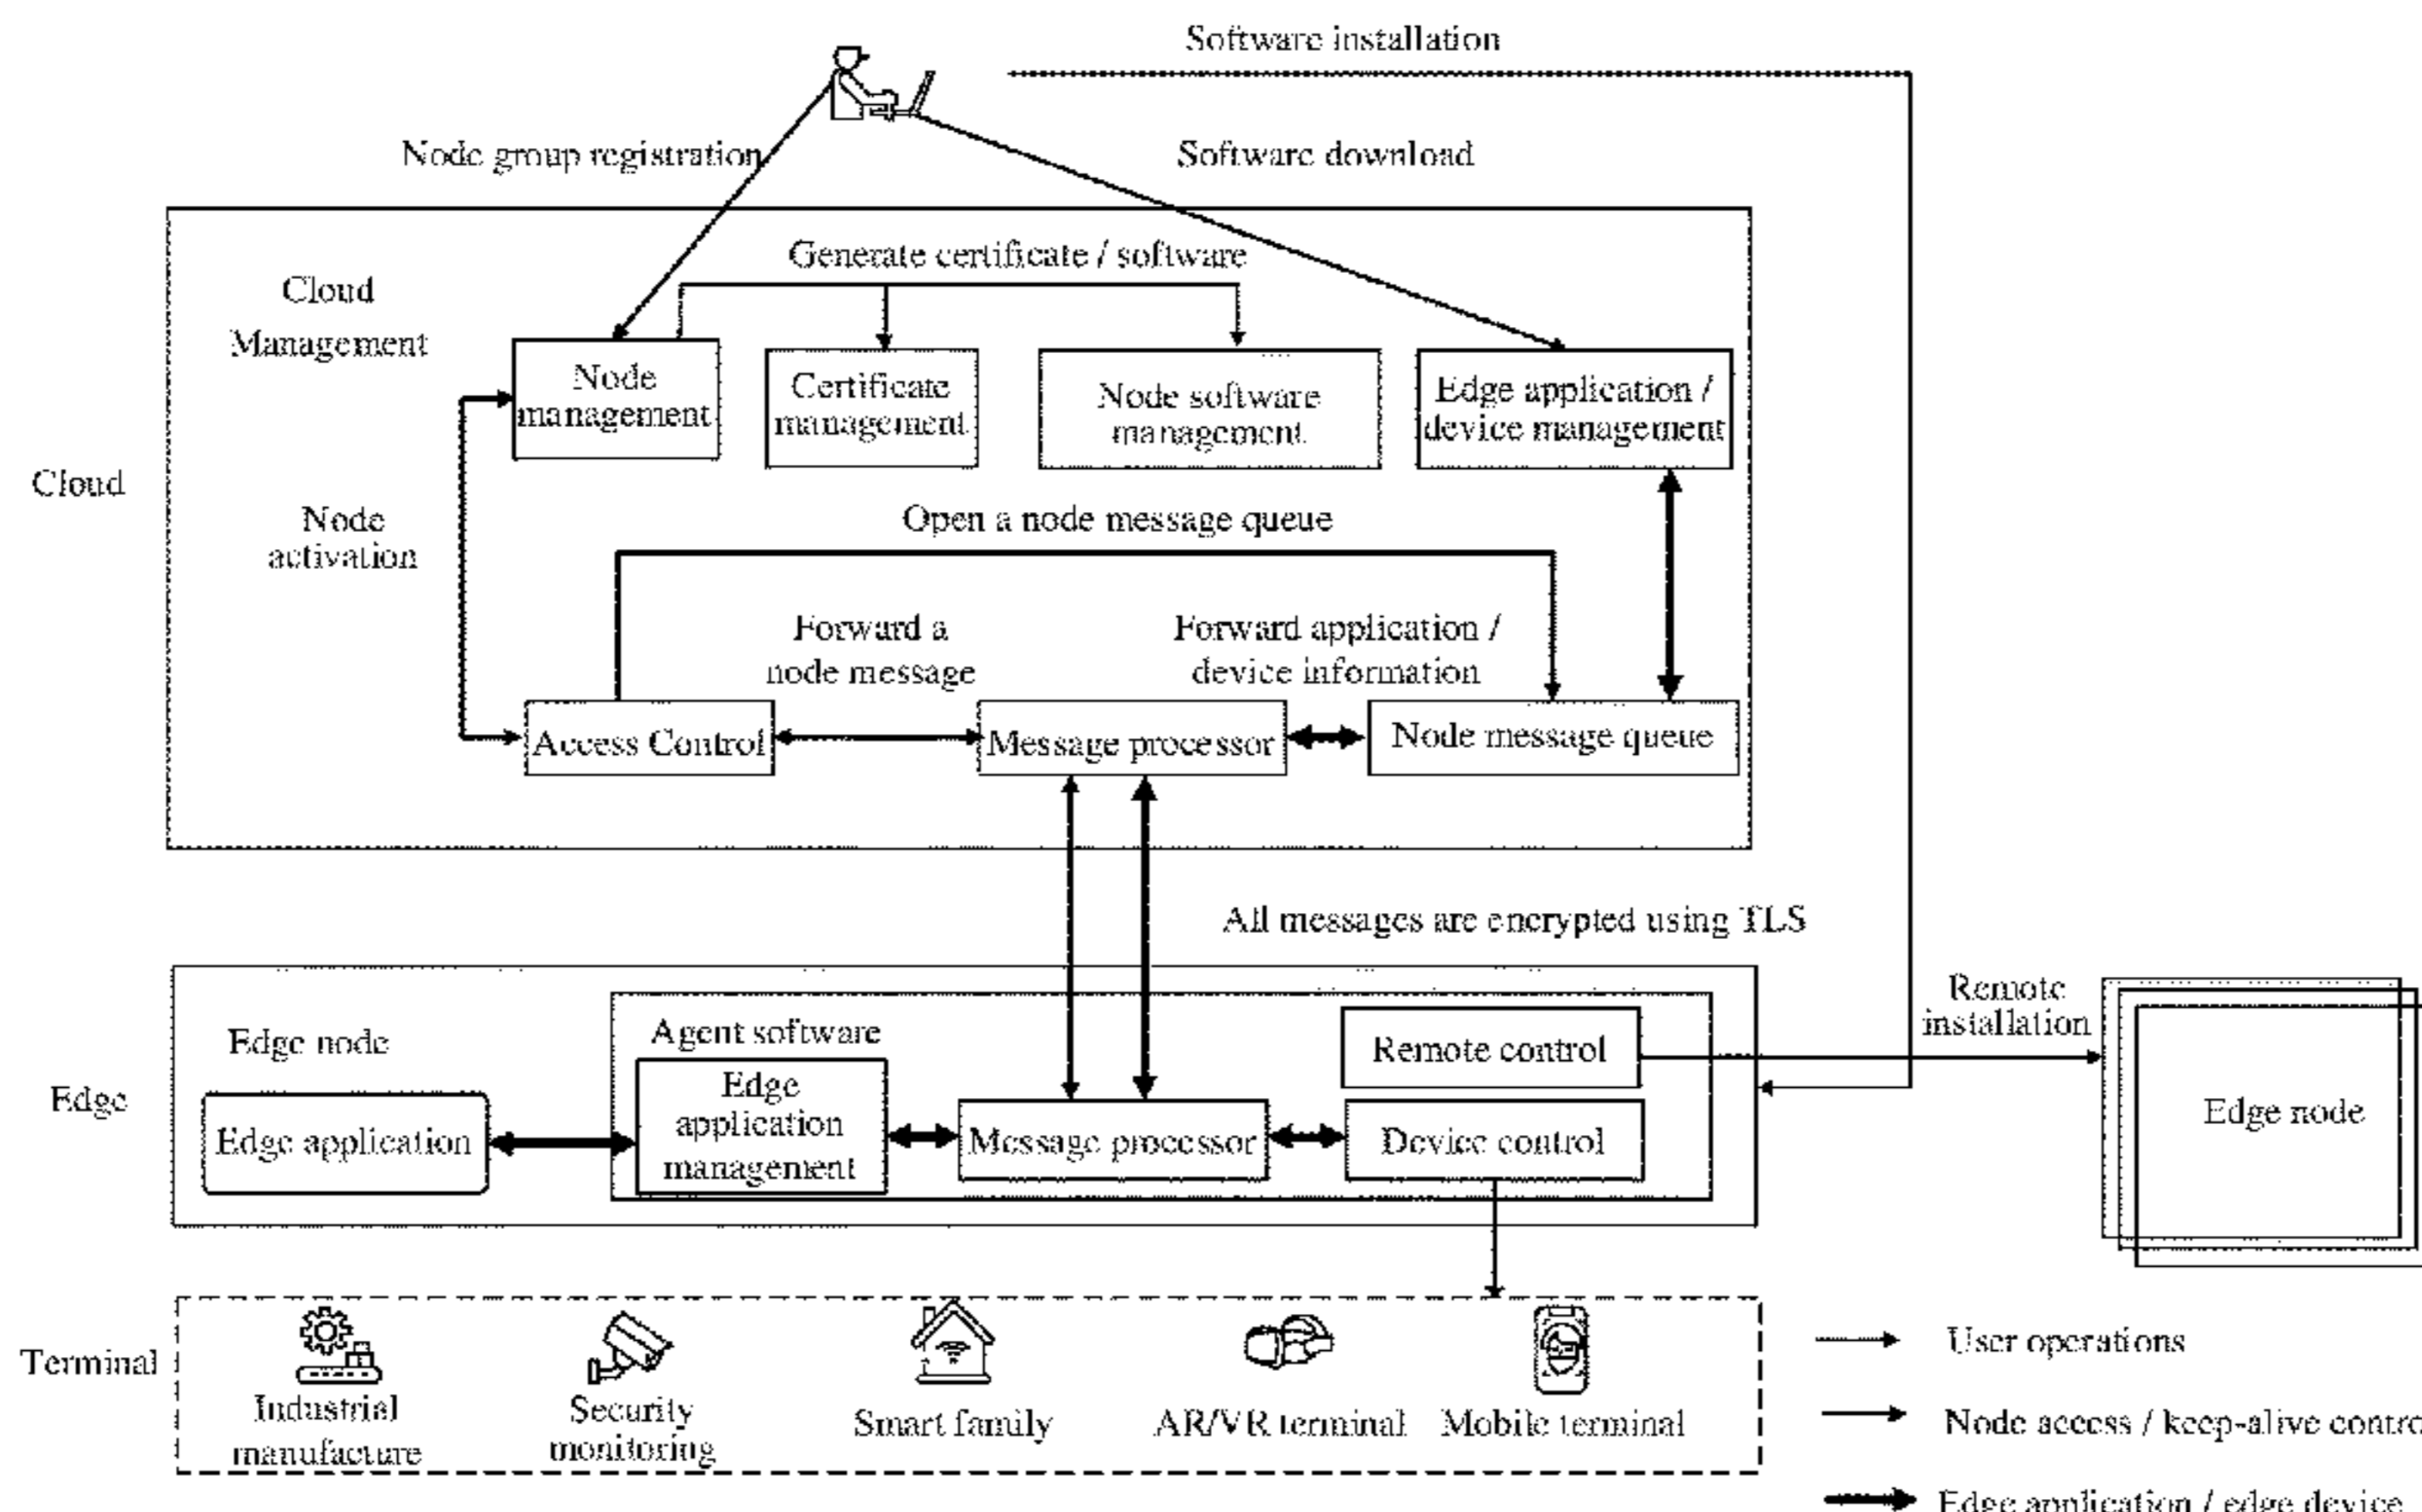 Software installation
Node group registration
Software download
Generate certificate / software
Cloud
Management
Node
management
Certificate
management
Node software
management
Edge application /
device management
Cloud
Node
activation
Open a node message queue
Forward a
node message
Forward application /
device information
Access Control
Message processor
Node message queue
All messages are encrypted using TLS
Remote
installation
Edge node
Agent software
Remote control
Edge
Edge application
Edge
application
management
Message processor
Device control
Edge node
Terminal
Industrial
manufacture
Security
monitoring
Smart family
AR/VR terminal
Mobile terminal
User operations
Node access / keep-alive contro
Edge application / edge device